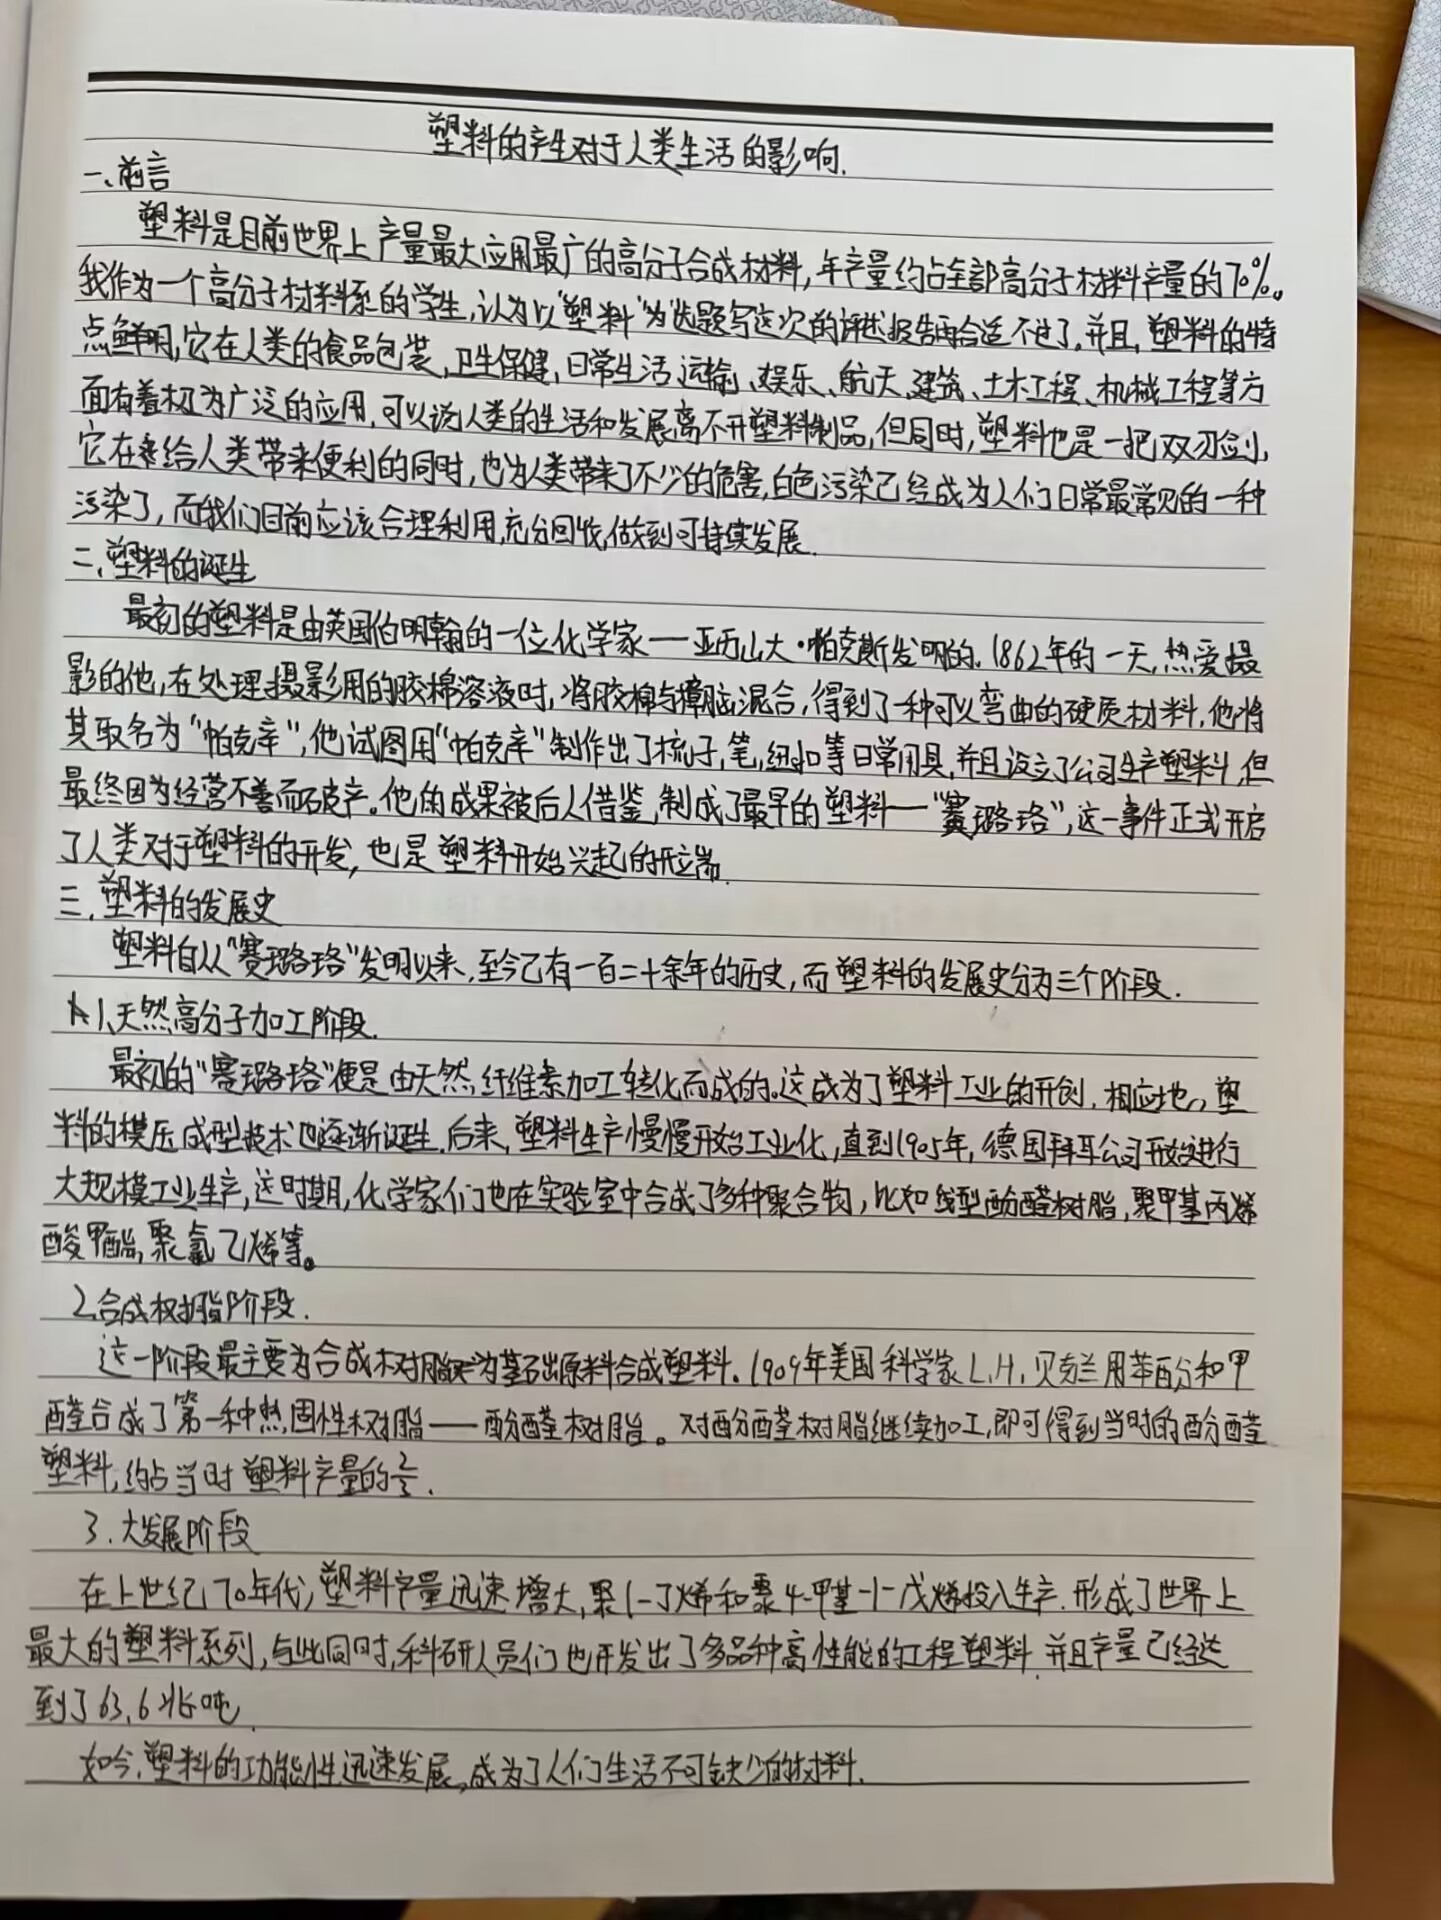 塑料的产生对于人类生活的影响.
一、前言
塑料是目前世界上产量最大应用最广的高分子合成材料,年产量约占全部高分子材料产量的70%。
我作为一个高分子材料系的学生,认为以“塑料”为选题写这次的评述报告再合适不过了,并且,塑料的特
点鲜明,它在人类的食品包装、卫生保健、日常生活、运输、娱乐、航天、建筑、土木工程、机械工程等方
面有着极为广泛的应用,可以说人类的生活和发展离不开塑料制品,但同时,塑料也是一把双刃剑,
它在给人类带来便利的同时,也为人类带来了不少的危害,白色污染已经成为人们日常最常见的一种
污染了,而我们目前应该合理利用,充分回收,做到可持续发展.
二、塑料的诞生
最初的塑料是由英国伯明翰的一位化学家——亚历山大·帕克斯发明的。1862年的一天,热爱摄
影的他,在处理摄影用的胶棉溶液时,将胶棉与樟脑混合,得到了一种可以弯曲的硬质材料,他将
其取名为“帕克辛”,他试图用“帕克辛”制作出了梳子,笔,纽扣等日常用具,并且设立了公司生产塑料,但
最终因为经营不善而破产。他的成果被后人借鉴,制成了最早的塑料——“赛璐珞”,这一事件正式开启
了人类对于塑料的开发,也是塑料开始兴起的开端.
三、塑料的发展史
塑料自从“赛璐珞”发明以来,至今已有一百二十余年的历史,而塑料的发展史分为三个阶段.
1、天然高分子加工阶段.
最初的“赛璐珞”便是由天然纤维素加工转化而成的。这成为了塑料工业的开创,相应地,塑
料的模压成型技术也逐渐诞生.后来,塑料生产慢慢开始工业化,直到1905年,德国拜耳公司开始进行
大规模工业生产,这时期,化学家们也在实验室中合成了多种聚合物,比如线型酚醛树脂,聚甲基丙烯
酸甲酯,聚氯乙烯等。
2.合成树脂阶段.
这一阶段最主要为合成树脂为基础原料合成塑料。1909年美国科学家L.H.贝克兰用苯酚和甲
醛合成了第一种热固性树脂——酚醛树脂。对酚醛树脂继续加工,即可得到当时的酚醛
塑料,约占当时塑料产量的2/3.
3.大发展阶段
在上世纪70年代,塑料产量迅速增大,聚1-丁烯和聚4-甲基-1-戊烯投入生产.形成了世界上
最大的塑料系列,与此同时,科研人员们也开发出了多品种高性能的工程塑料.并且产量已经达
到了63.6兆吨.
如今,塑料的功能性迅速发展,成为了人们生活不可缺少的材料.